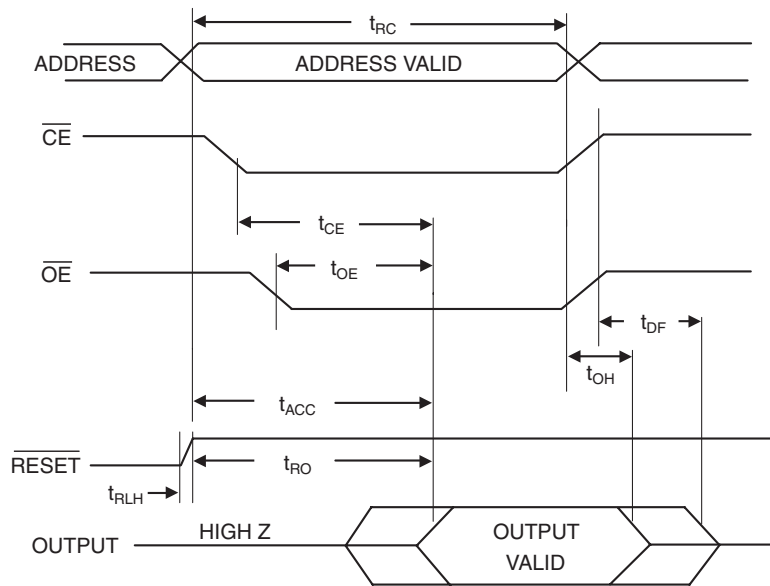 tRC
ADDRESS
ADDRESS VALID
CE
tCE
OE
tOE
tDF
tOH
tACC
RESET
tRO
tRLH
HIGH Z
OUTPUT
OUTPUT
VALID